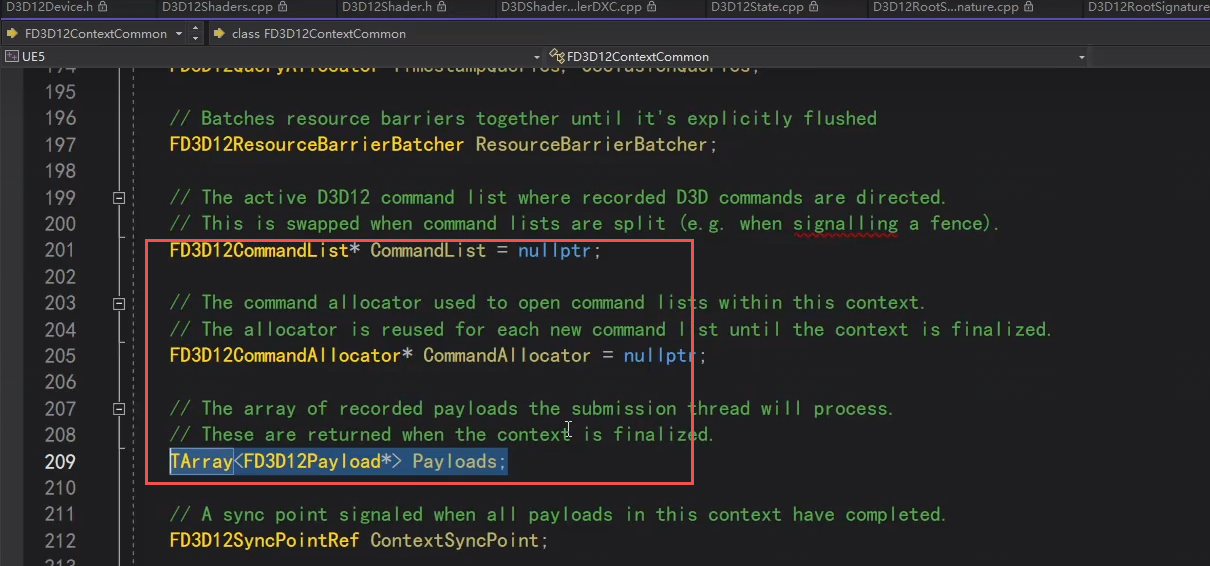 D3D12Device.h D3D12Shaders.cpp D3D12Shader.h D3DShader...lerDXC.cpp D3D12State.cpp D3D12RootS...nature.cpp D3D12RootSignature
FD3D12ContextCommon class FD3D12ContextCommon
UE5 FD3D12ContextCommon
194 FD3D12QueryAllocator TimestampQueries, OcclusionQueries;
195
196 // Batches resource barriers together until it's explicitly flushed
197 FD3D12ResourceBarrierBatcher ResourceBarrierBatcher;
198
199 // The active D3D12 command list where recorded D3D commands are directed.
200 // This is swapped when command lists are split (e.g. when signalling a fence).
201 FD3D12CommandList* CommandList = nullptr;
202
203 // The command allocator used to open command lists within this context.
204 // The allocator is reused for each new command list until the context is finalized.
205 FD3D12CommandAllocator* CommandAllocator = nullptr;
206
207 // The array of recorded payloads the submission thread will process.
208 // These are returned when the context is finalized.
209 TArray<FD3D12Payload*> Payloads;
210
211 // A sync point signaled when all payloads in this context have completed.
212 FD3D12SyncPointRef ContextSyncPoint;
213